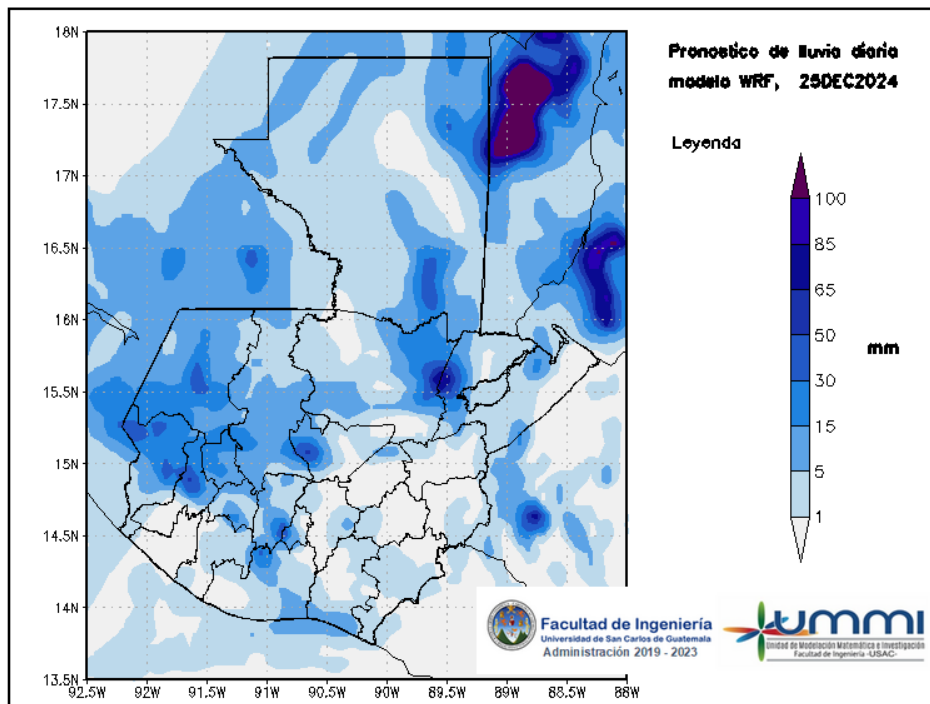 Pronostico de lluvia diaria
modelo WRF, 25DEC2024
Leyenda
100
85
65
50
30
15
5
1
mm
18N
17.5N
17N
16.5N
16N
15.5N
15N
14.5N
14N
13.5N
92.5W 92W 91.5W 91W 90.5W 90W 89.5W 89W 88.5W 88W
Facultad de Ingeniería
Universidad de San Carlos de Guatemala
Administración 2019 - 2023
UMMI
Unidad de Modelación Matemática e Investigación
Facultad de Ingeniería -USAC-